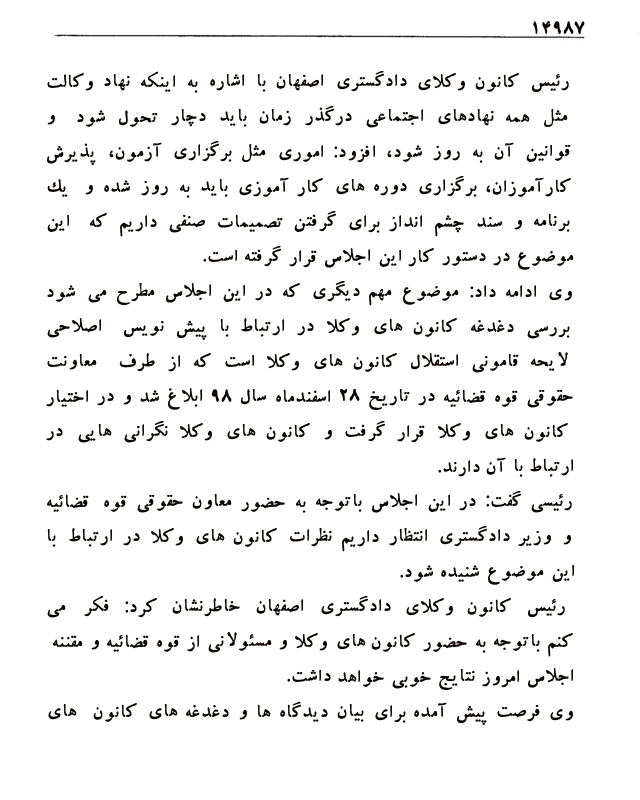 ۱۴۹۸۷
رئیس کانون وکلای دادگستری اصفهان با اشاره به اینکه نهاد وکالت
مثل همه نهادهای اجتماعی درگذر زمان باید دچار تحول شود و
قوانین آن به روز شود، افزود: اموری مثل برگزاری آزمون، پذیرش
کارآموزان، برگزاری دوره های کار آموزی باید به روز شده و یك
برنامه و سند چشم انداز برای گرفتن تصمیمات صنفی داریم که این
موضوع در دستور کار این اجلاس قرار گرفته است.
وی ادامه داد: موضوع مهم دیگری که در این اجلاس مطرح می شود
بررسی دغدغه کانون های وکلا در ارتباط با پیش نویس اصلاحی
لایحه قامونی استقلال کانون های وکلا است که از طرف معاونت
حقوقی قوه قضائیه در تاریخ ۲۸ اسفندماه سال ۹۸ ابلاغ شد و در اختیار
کانون های وکلا قرار گرفت و کانون های وکلا نگرانی هایی در
ارتباط با آن دارند.
رئیسی گفت: در این اجلاس باتوجه به حضور معاون حقوقی قوه قضائیه
و وزیر دادگستری انتظار داریم نظرات کانون های وکلا در ارتباط با
این موضوع شنیده شود.
رئیس کانون وکلای دادگستری اصفهان خاطرنشان کرد: فکر می
کنم باتوجه به حضور کانون های وکلا و مسئولانی از قوه قضائیه و مقننه
اجلاس امروز نتایج خوبی خواهد داشت.
وی فرصت پیش آمده برای بیان دیدگاه ها و دغدغه های کانون های